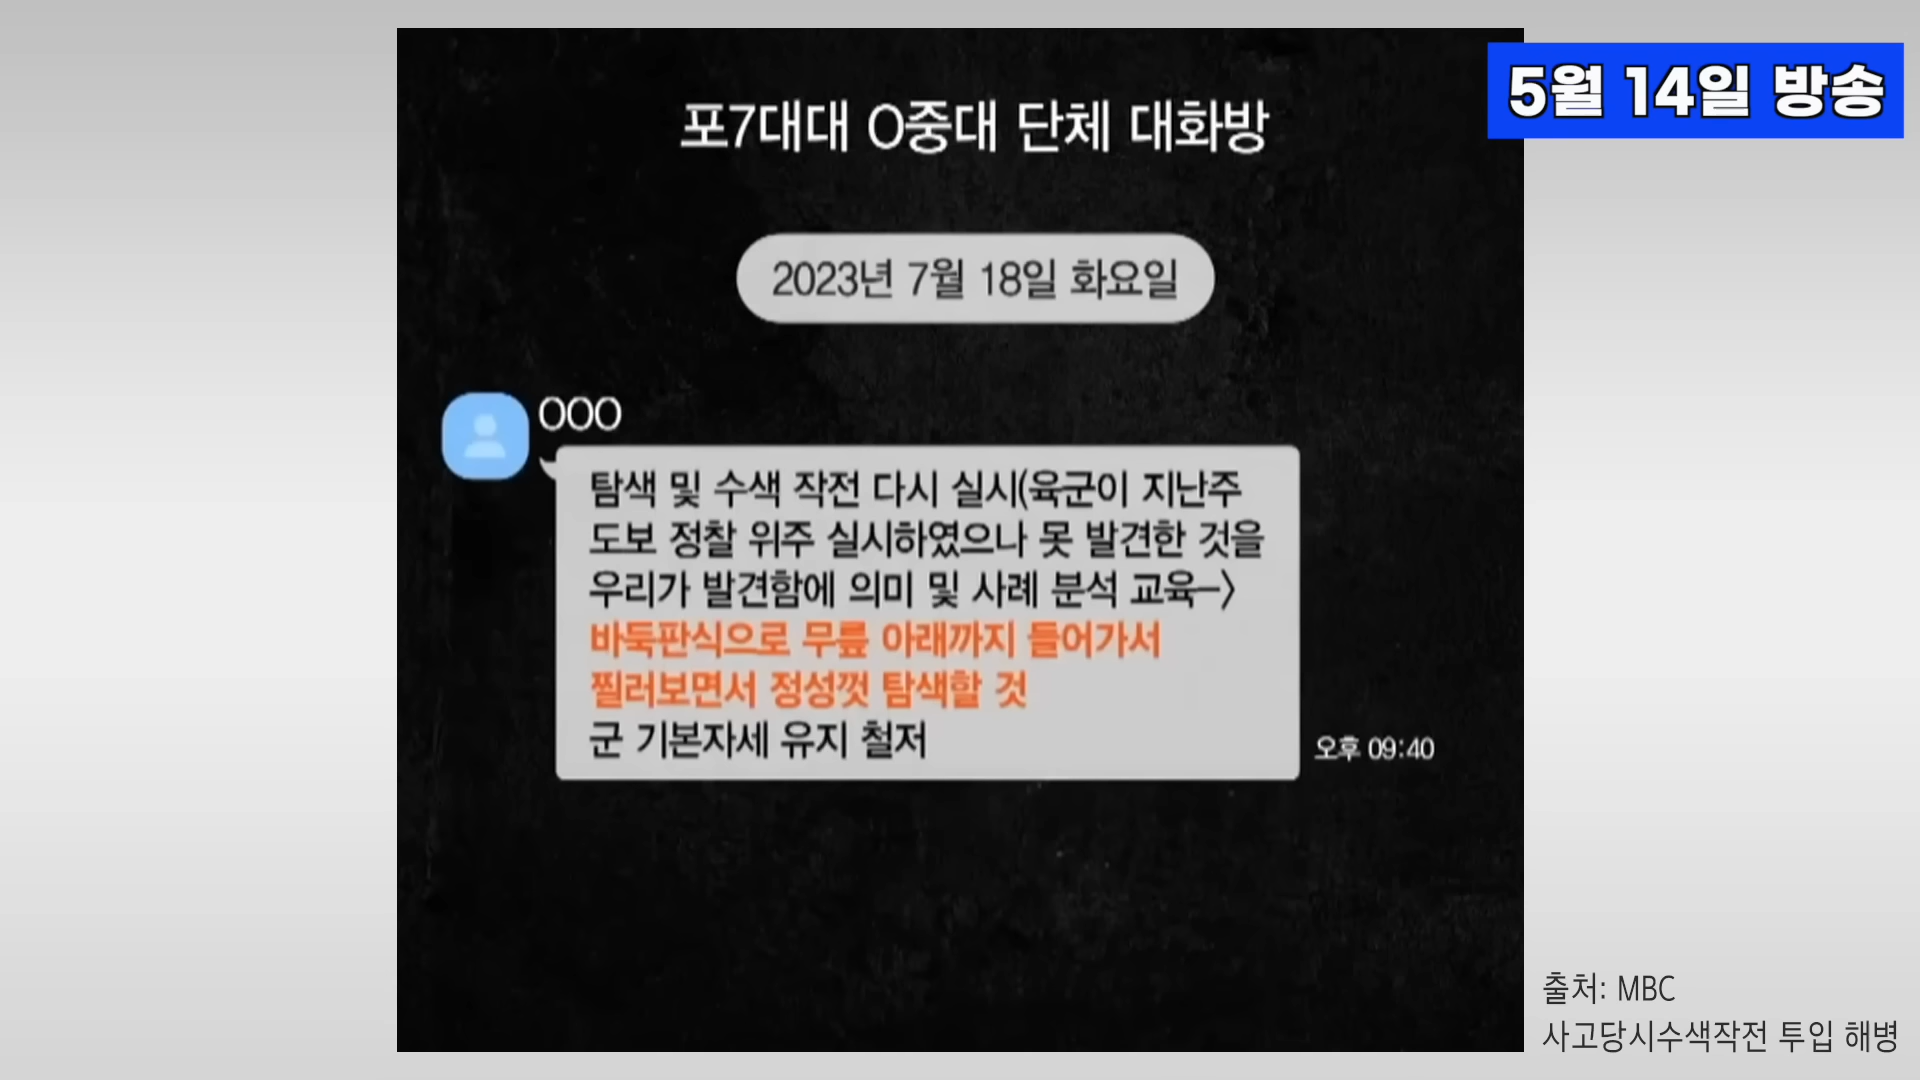 5월 14일 방송
포7대대 O중대 단체 대화방
2023년 7월 18일 화요일
OOO
탐색 및 수색 작전 다시 실시(육군이 지난주
도보 정찰 위주 실시하였으나 못 발견한 것을
우리가 발견함에 의미 및 사례 분석 교육->
바둑판식으로 무릎 아래까지 들어가서
찔러보면서 정성껏 탐색할 것
군 기본자세 유지 철저
오후 09:40
출처: MBC
사고당시수색작전 투입 해병